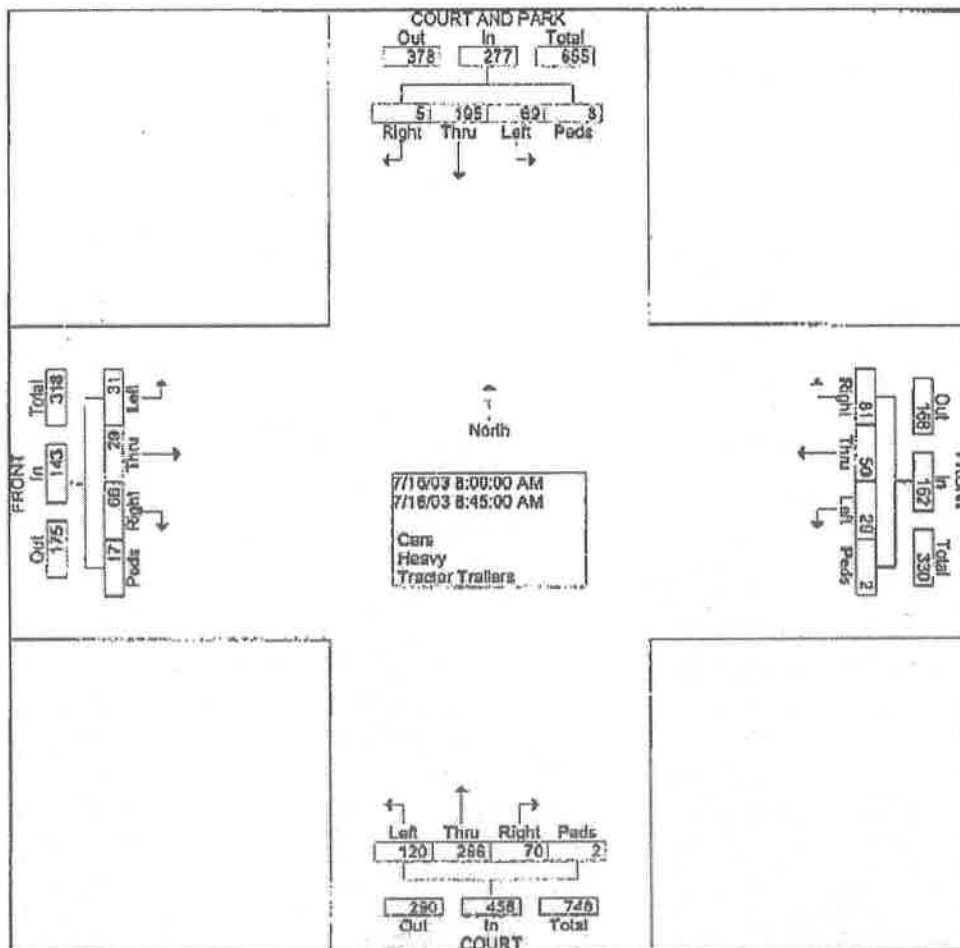 COURT AND PARK
Out In Total
378 277 655
5 195 69 8
Right Thru Left Peds
FRONT
Total In Out
318 143 175
31 29 66 17
Left Thru Right Peds
North
7/16/03 8:00:00 AM
7/16/03 8:45:00 AM
Cars
Heavy
Tractor Trailers
Right Thru Left Peds
81 50 29 2
168 162 330
Out In Total
Left Thru Right Peds
120 266 70 2
290 458 748
Out In Total
COURT